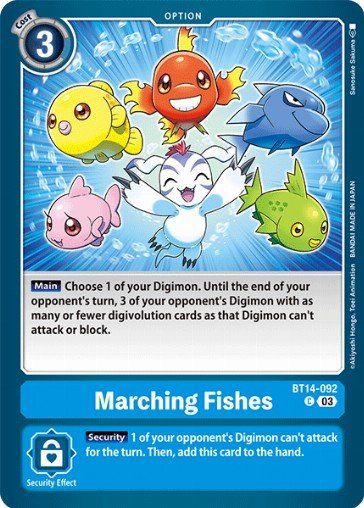 OPTION
Cost
3
Sanosuke Sakuma
©Akiyoshi Hongo, Toei Animation BANDAI MADE IN JAPAN
Main Choose 1 of your Digimon. Until the end of your
opponent's turn, 3 of your opponent's Digimon with as
many or fewer digivolution cards as that Digimon can't
attack or block.
BT14-092
Marching Fishes
C 03
Security 1 of your opponent's Digimon can't attack
for the turn. Then, add this card to the hand.
Security Effect